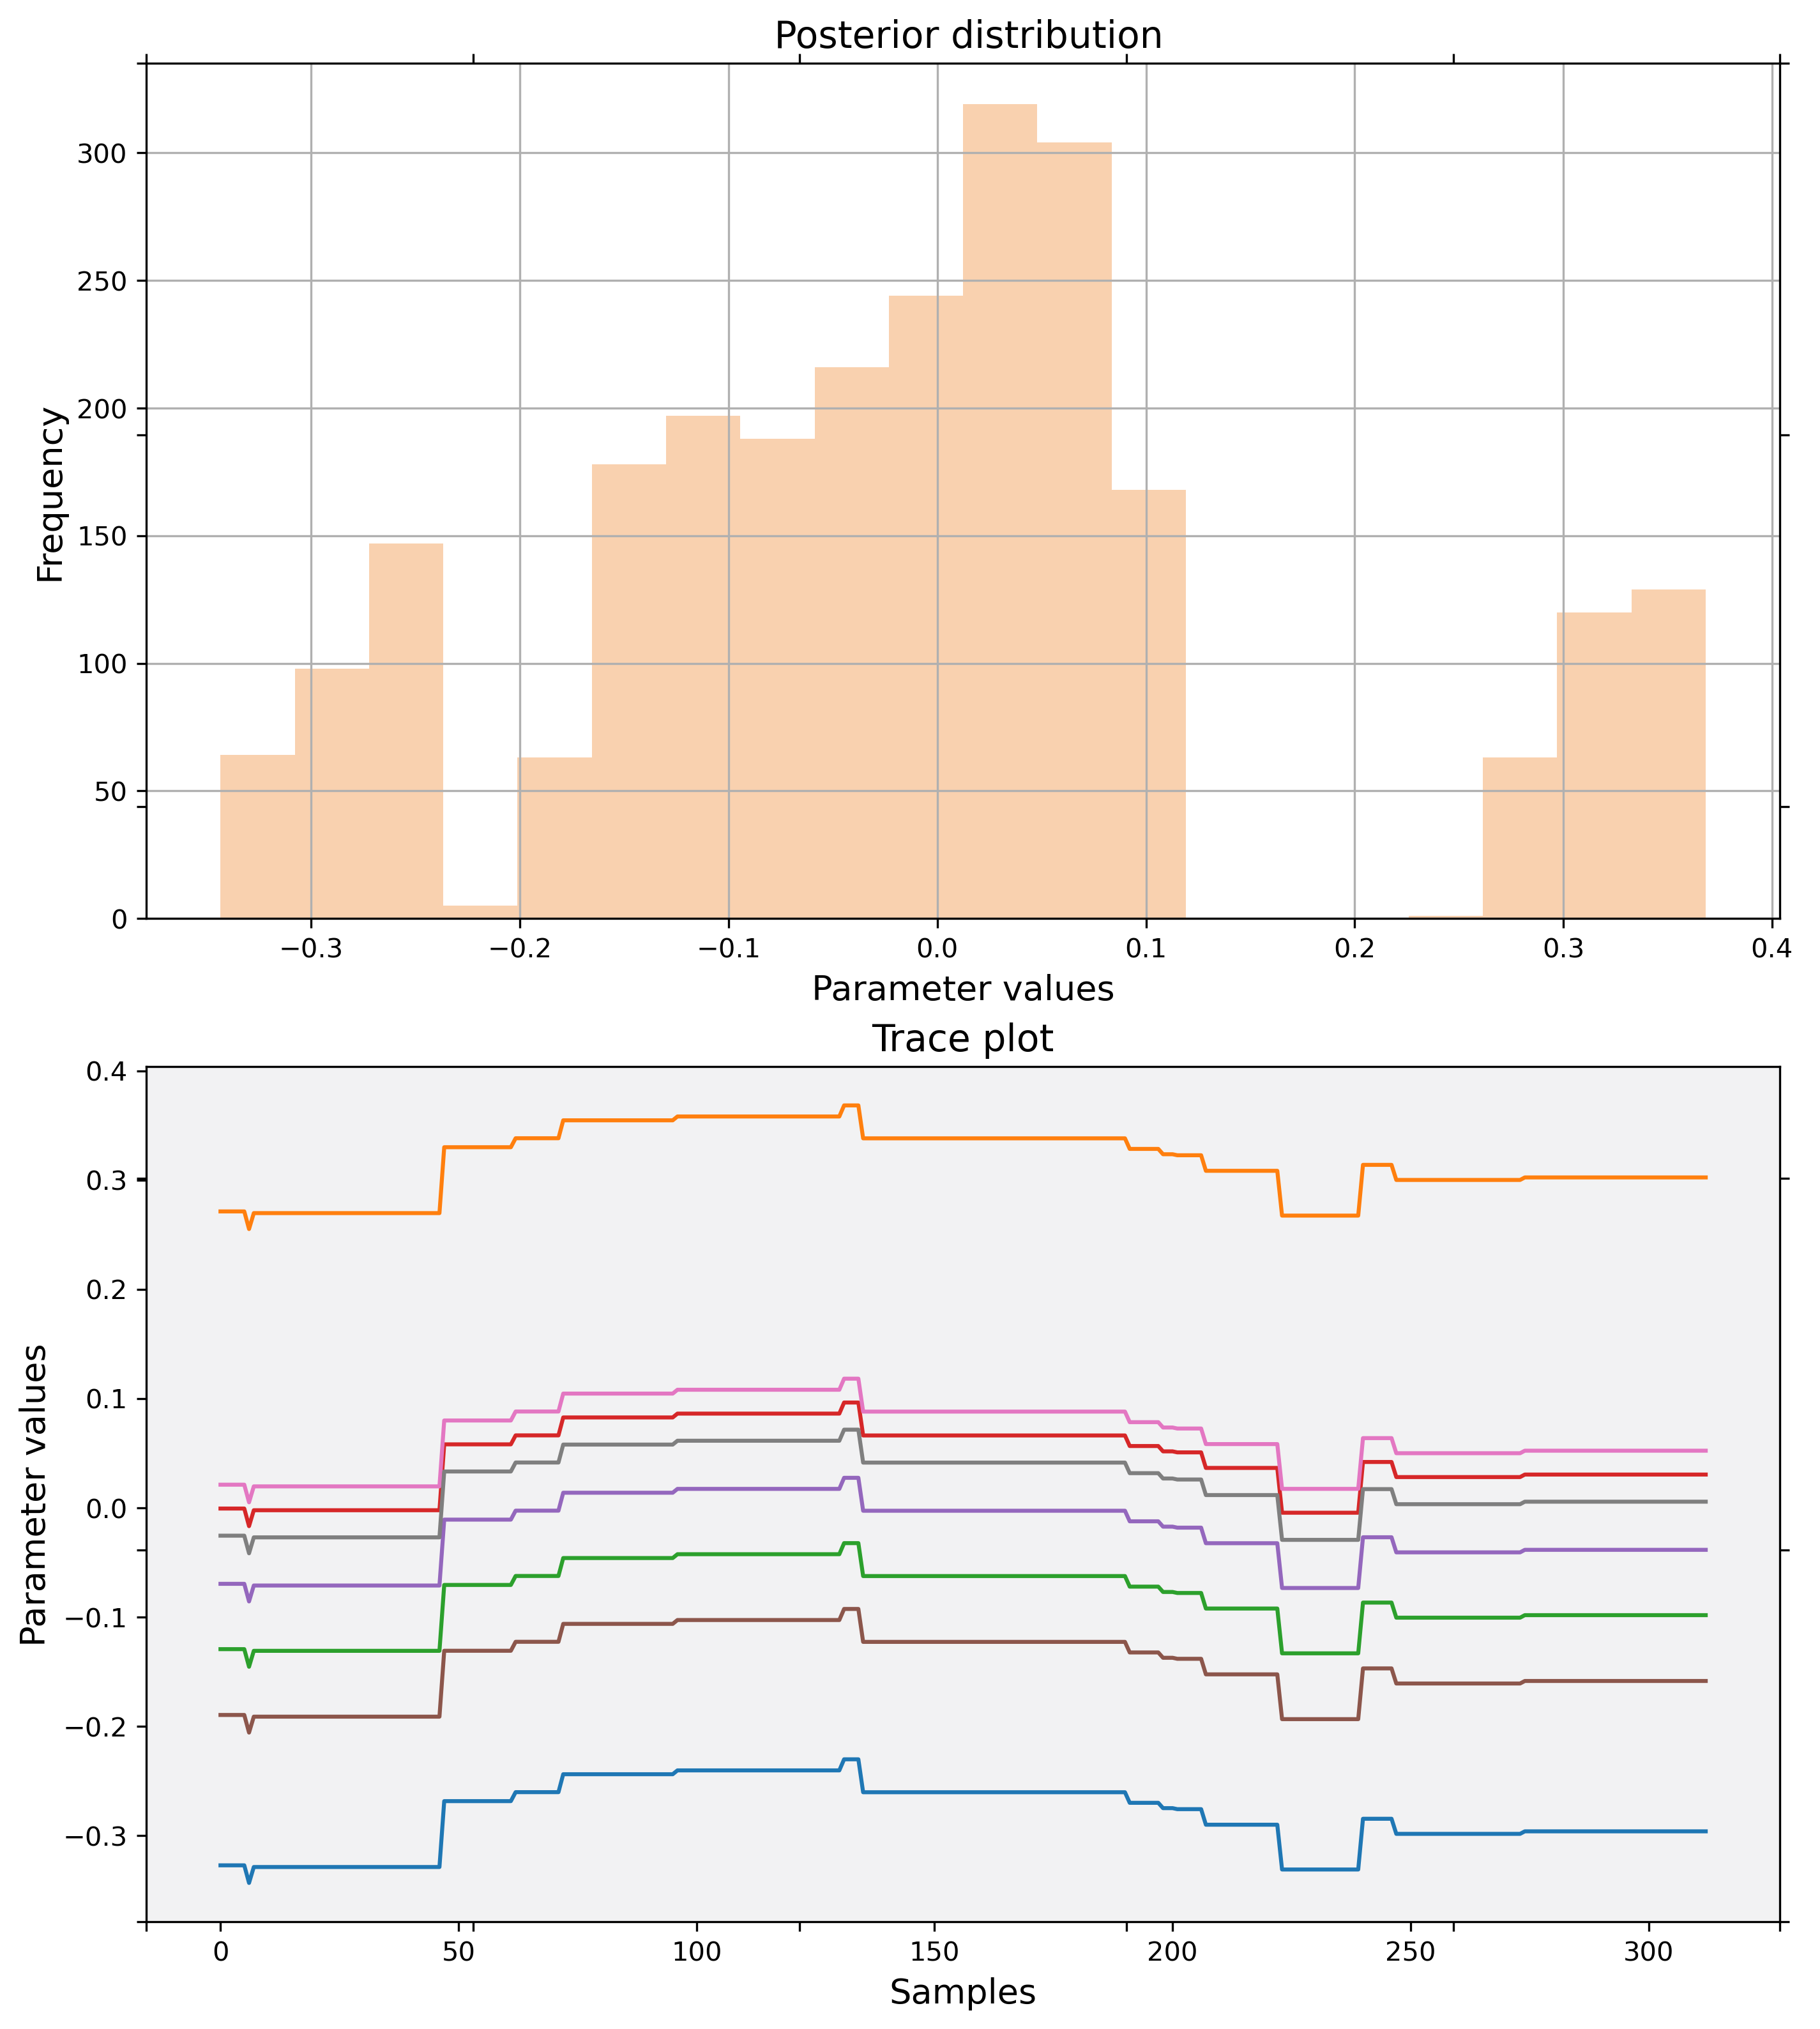 Posterior distribution
300
250
200
150
100
50
0
Frequency
−0.3 −0.2 −0.1 0.0 0.1 0.2 0.3 0.4
Parameter values
Trace plot
0.4
0.3
0.2
0.1
0.0
−0.1
−0.2
−0.3
Parameter values
0 50 100 150 200 250 300
Samples